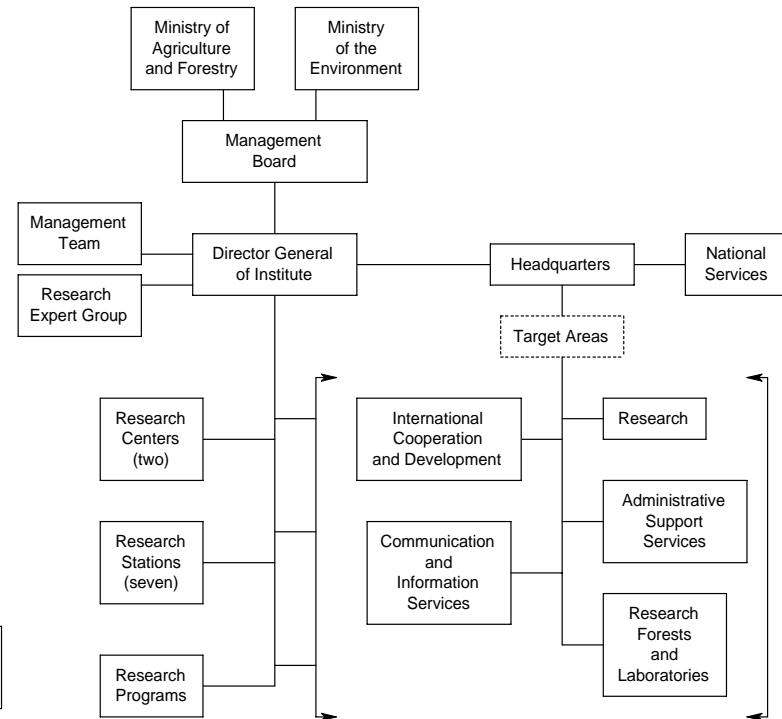 Ministry of
Agriculture
and Forestry
Ministry
of the
Environment
Management
Board
Management
Team
Director General
of Institute
Headquarters
National
Services
Research
Expert Group
Target Areas
Research
Centers
(two)
International
Cooperation
and Development
Research
Research
Stations
(seven)
Communication
and
Information
Services
Administrative
Support
Services
Research
Programs
Research
Forests
and
Laboratories